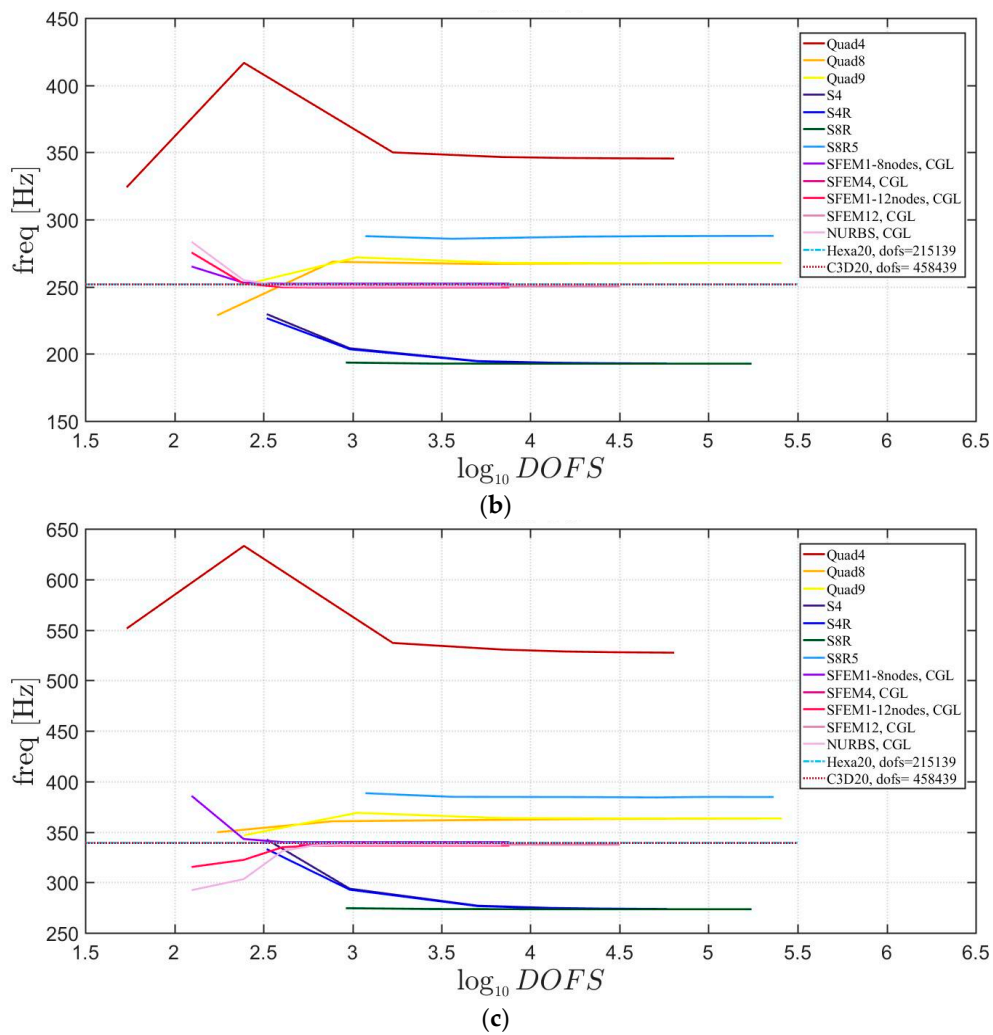 450
400
350
300
250
200
150
freq [Hz]
Quad4
Quad8
Quad9
S4
S4R
S8R
S8R5
SFEM1-8nodes, CGL
SFEM4, CGL
SFEM1-12nodes, CGL
SFEM12, CGL
NURBS, CGL
Hexa20, dofs=215139
C3D20, dofs= 458439
1.5 2 2.5 3 3.5 4 4.5 5 5.5 6 6.5
log10 DOFS
(b)
650
600
550
500
450
400
350
300
250
freq [Hz]
Quad4
Quad8
Quad9
S4
S4R
S8R
S8R5
SFEM1-8nodes, CGL
SFEM4, CGL
SFEM1-12nodes, CGL
SFEM12, CGL
NURBS, CGL
Hexa20, dofs=215139
C3D20, dofs= 458439
1.5 2 2.5 3 3.5 4 4.5 5 5.5 6 6.5
log10 DOFS
(c)